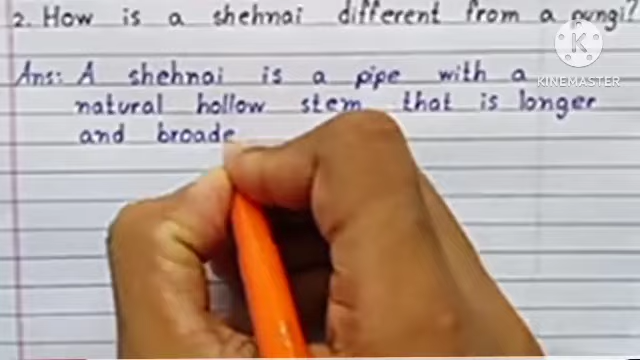 2. How is a shehnai different from a pungi?
KINEMASTER
Ans: A shehnai is a pipe with a
natural hollow stem that is longer
and broade